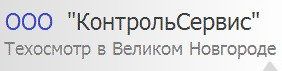 ООО "КонтрольСервис"
Техосмотр в Великом Новгороде